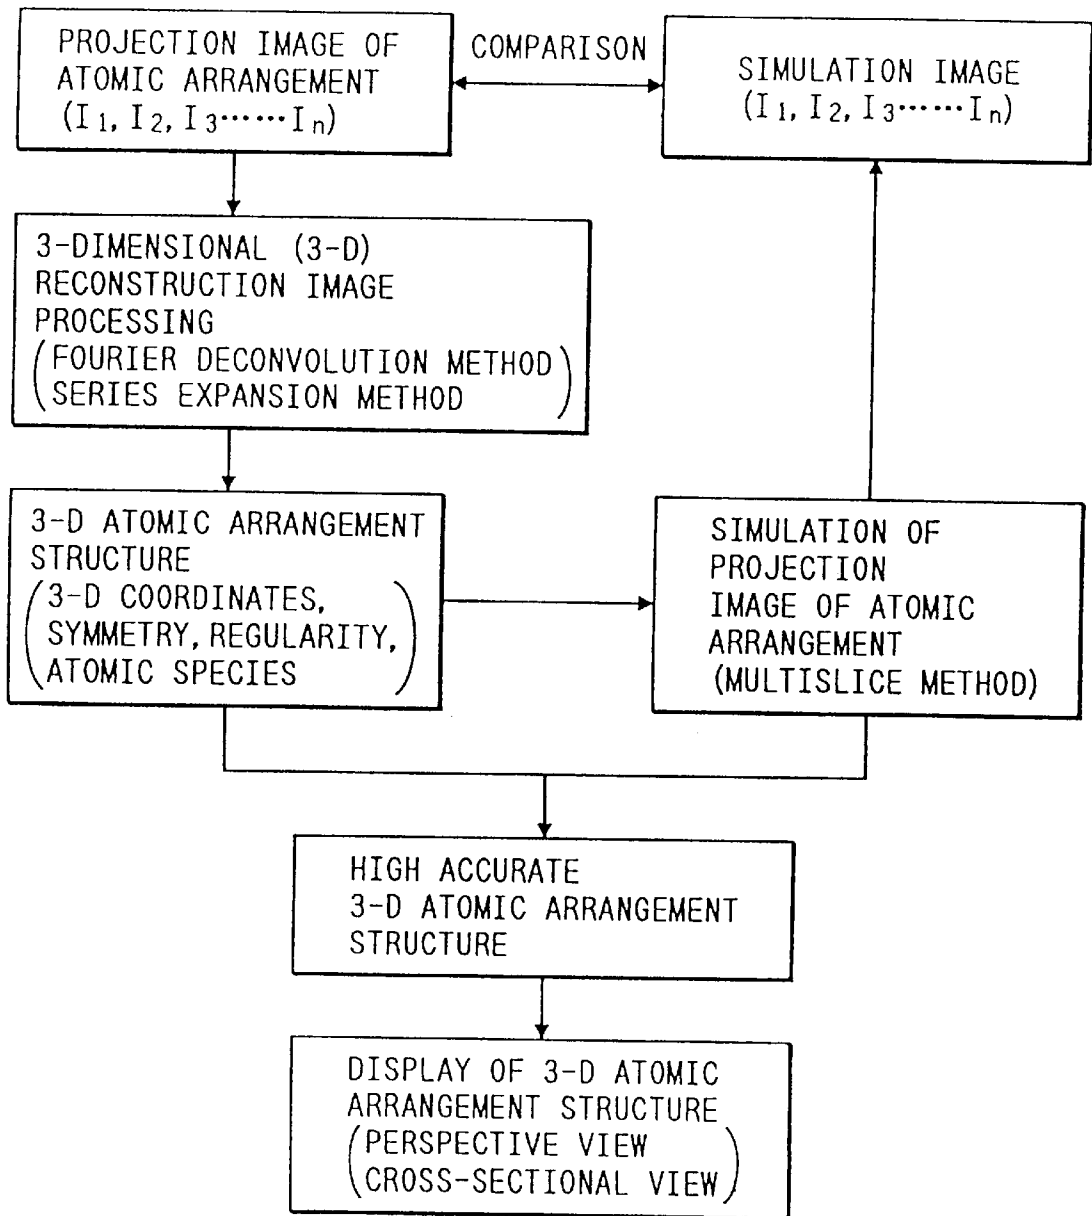 PROJECTION IMAGE OF
ATOMIC ARRANGEMENT
(I1, I2, I3……In)
COMPARISON
SIMULATION IMAGE
(I1, I2, I3……In)
3-DIMENSIONAL (3-D)
RECONSTRUCTION IMAGE
PROCESSING
(FOURIER DECONVOLUTION METHOD
SERIES EXPANSION METHOD)
3-D ATOMIC ARRANGEMENT
STRUCTURE
(3-D COORDINATES,
SYMMETRY, REGULARITY,
ATOMIC SPECIES)
SIMULATION OF
PROJECTION
IMAGE OF ATOMIC
ARRANGEMENT
(MULTISLICE METHOD)
HIGH ACCURATE
3-D ATOMIC ARRANGEMENT
STRUCTURE
DISPLAY OF 3-D ATOMIC
ARRANGEMENT STRUCTURE
(PERSPECTIVE VIEW
CROSS-SECTIONAL VIEW)